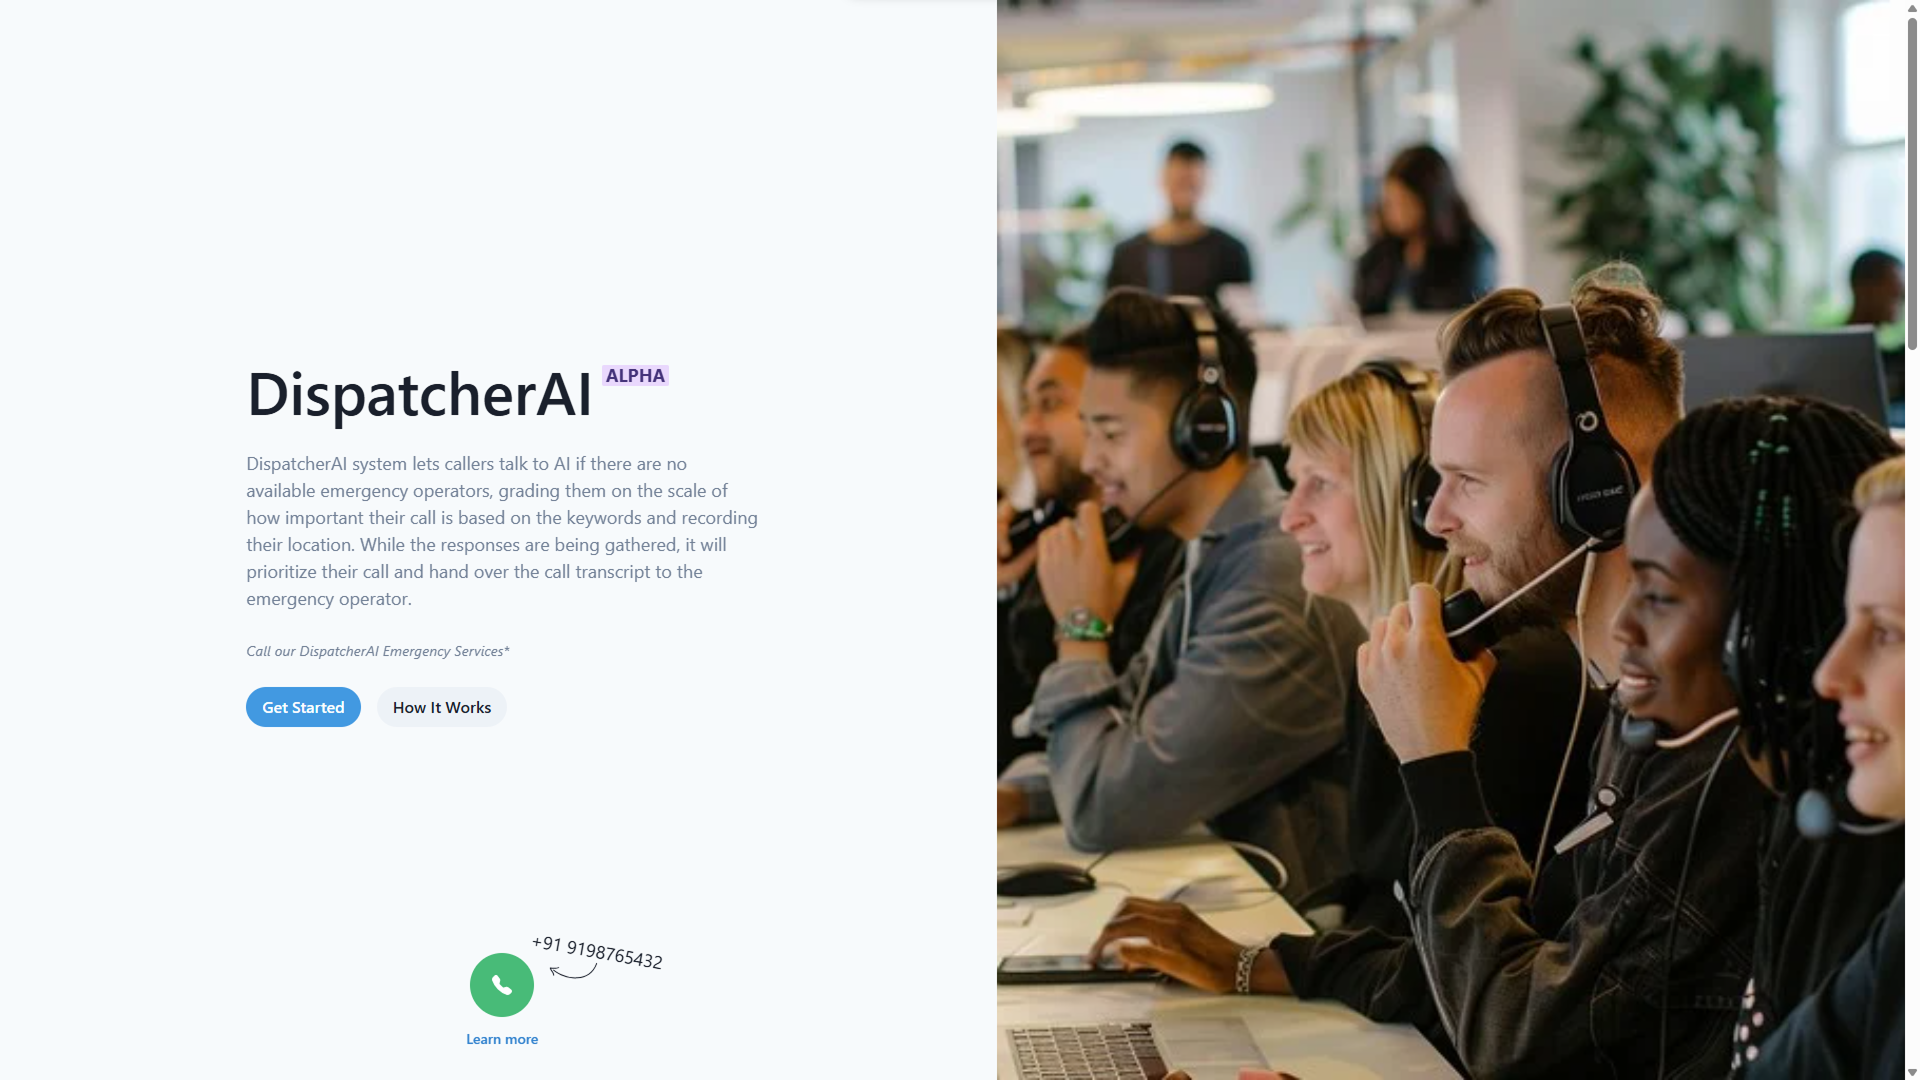 DispatcherAI ALPHA
DispatcherAI system lets callers talk to AI if there are no
available emergency operators, grading them on the scale of
how important their call is based on the keywords and recording
their location. While the responses are being gathered, it will
prioritize their call and hand over the call transcript to the
emergency operator.
Call our DispatcherAI Emergency Services*
Get Started
How It Works
+91 9198765432
Learn more